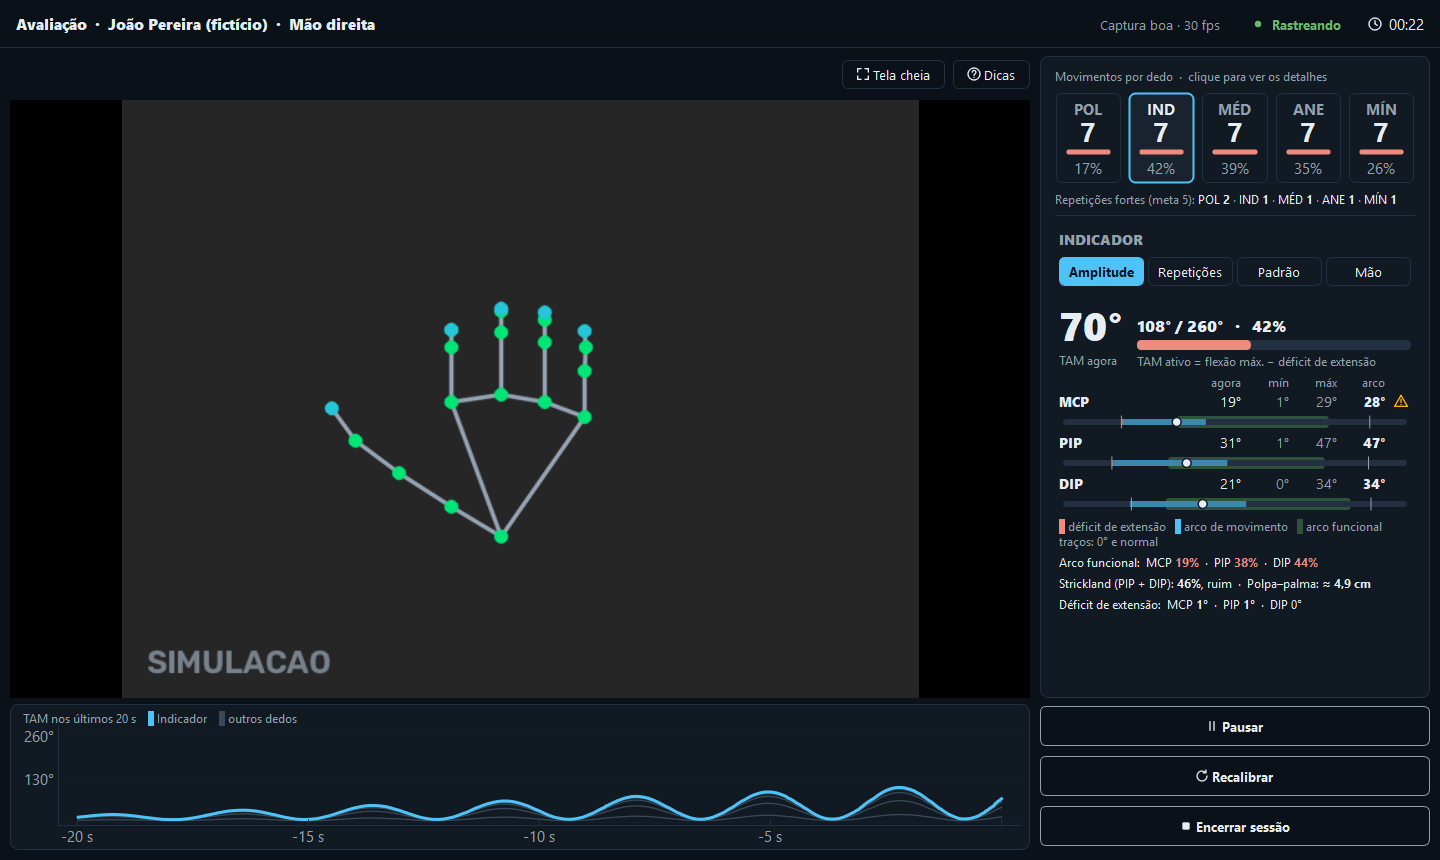 Avaliação · João Pereira (fictício) · Mão direita
Captura boa · 30 fps
Rastreando
00:22
Tela cheia
Dicas
Movimentos por dedo · clique para ver os detalhes
POL IND MÉD ANE MÍN
7 7 7 7 7
17% 42% 39% 35% 26%
Repetições fortes (meta 5): POL 2 · IND 1 · MÉD 1 · ANE 1 · MÍN 1
INDICADOR
Amplitude Repetições Padrão Mão
70° 108° / 260° · 42%
TAM agora TAM ativo = flexão máx. − déficit de extensão
agora mín máx arco
MCP 19° 1° 29° 28°
PIP 31° 1° 47° 47°
DIP 21° 0° 34° 34°
déficit de extensão arco de movimento arco funcional
traços: 0° e normal
Arco funcional: MCP 19% · PIP 38% · DIP 44%
Strickland (PIP + DIP): 46%, ruim · Polpa–palma: ≈ 4,9 cm
Déficit de extensão: MCP 1° · PIP 1° · DIP 0°
SIMULACAO
TAM nos últimos 20 s Indicador outros dedos
260°
130°
-20 s -15 s -10 s -5 s
Pausar
Recalibrar
Encerrar sessão